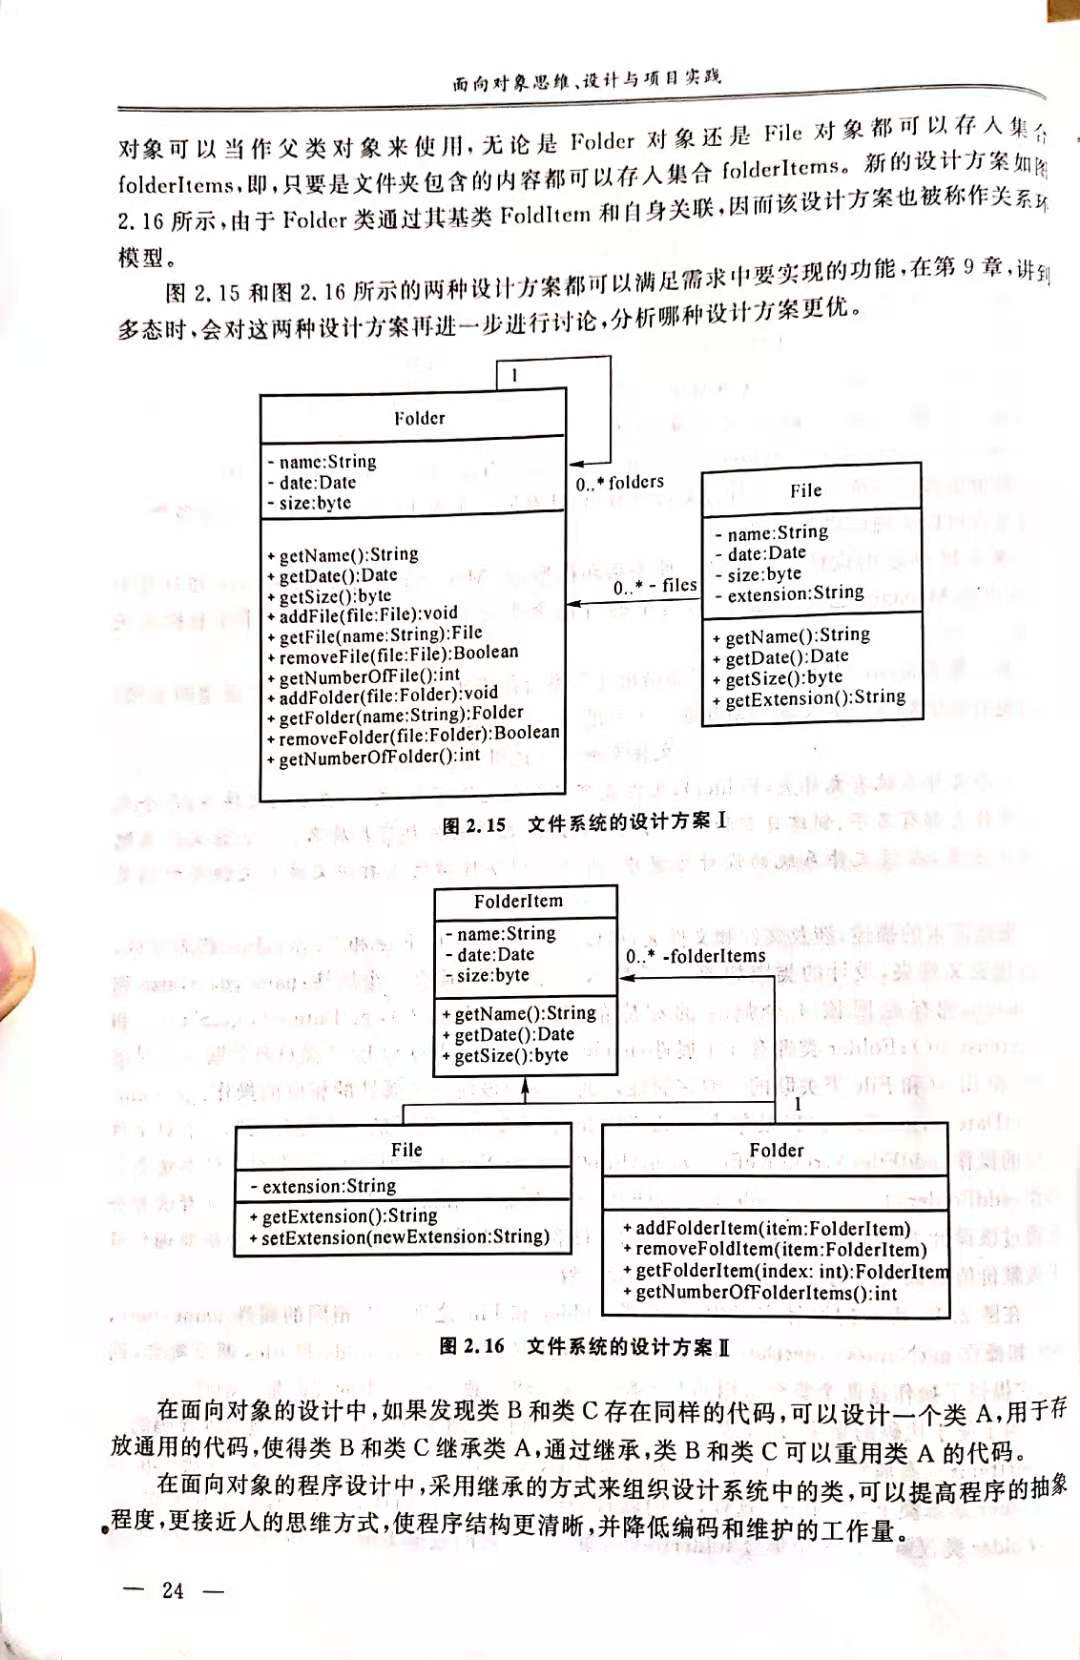 面向对象思维、设计与项目实践
对象可以当作父类对象来使用,无论是 Folder 对象还是 File 对象都可以存入集合
folderItems,即,只要是文件夹包含的内容都可以存入集合 folderItems。新的设计方案如图
2.16 所示,由于 Folder 类通过其基类 FoldItem 和自身关联,因而该设计方案也被称作关系环
模型。
图 2.15 和图 2.16 所示的两种设计方案都可以满足需求中要实现的功能,在第 9 章,讲到
多态时,会对这两种设计方案再进一步进行讨论,分析哪种设计方案更优。
1
Folder
- name:String
- date:Date
- size:byte
+ getName():String
+ getDate():Date
+ getSize():byte
+ addFile(file:File):void
+ getFile(name:String):File
+ removeFile(file:File):Boolean
+ getNumberOfFile():int
+ addFolder(file:Folder):void
+ getFolder(name:String):Folder
+ removeFolder(file:Folder):Boolean
+ getNumberOfFolder():int
0..* folders
0..* - files
File
- name:String
- date:Date
- size:byte
- extension:String
+ getName():String
+ getDate():Date
+ getSize():byte
+ getExtension():String
图 2.15 文件系统的设计方案Ⅰ
FolderItem
- name:String
- date:Date
- size:byte
+ getName():String
+ getDate():Date
+ getSize():byte
0..* -folderItems
1
File
- extension:String
+ getExtension():String
+ setExtension(newExtension:String)
Folder
+ addFolderItem(item:FolderItem)
+ removeFoldItem(item:FolderItem)
+ getFolderItem(index: int):FolderItem
+ getNumberOfFolderItems():int
图 2.16 文件系统的设计方案Ⅱ
在面向对象的设计中,如果发现类 B 和类 C 存在同样的代码,可以设计一个类 A,用于存
放通用的代码,使得类 B 和类 C 继承类 A,通过继承,类 B 和类 C 可以重用类 A 的代码。
在面向对象的程序设计中,采用继承的方式来组织设计系统中的类,可以提高程序的抽象
程度,更接近人的思维方式,使程序结构更清晰,并降低编码和维护的工作量。
— 24 —